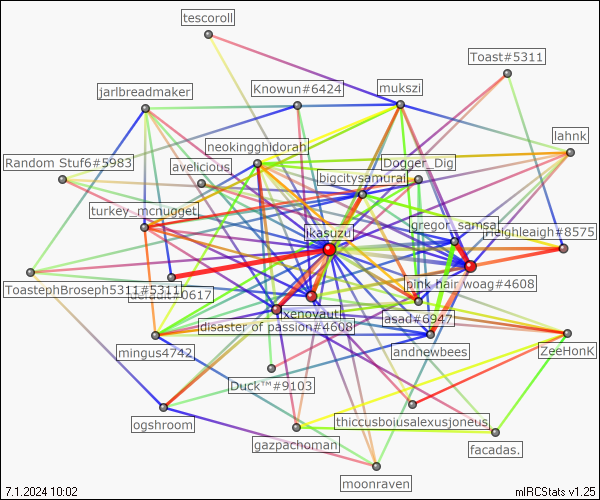 tescoroll
Toast#5311
Knowun#6424
mukszi
jarlbreadmaker
lahnk
neokingghidorah
Random Stuf6#5983
avelicious
Dogger_Dig
bigcitysamurai
turkey_mcnugget
jkasuzu
gregor_samsa
heighleaigh#8575
pink hair woag#4608
ToastephBroseph5311#5311
default#0617
xenovault
asad#6947
disaster of passion#4608
mingus4742
andnewbees
ZeeHonK
Duck™#9103
ogshroom
thiccusboiusalexusjoneus
gazpachoman
facadas.
moonraven
7.1.2024 10:02
mIRCStats v1.25